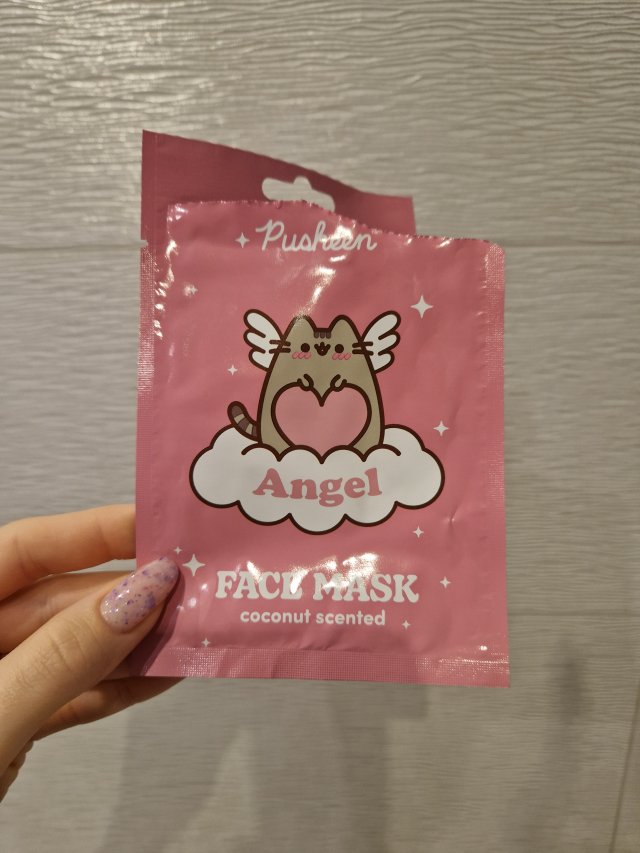 Pusheen
Angel
FACE MASK
coconut scented